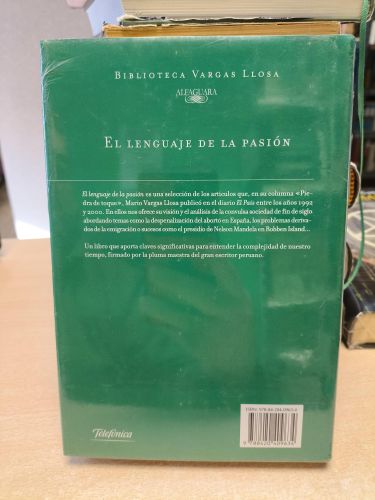 BIBLIOTECA VARGAS LLOSA
ALFAGUARA
EL LENGUAJE DE LA PASIÓN
El lenguaje de la pasión es una selección de los artículos que, en su columna «Pie-
dra de toque», Mario Vargas Llosa publicó en el diario El País entre los años 1992
y 2000. En ellos nos ofrece su visión y el análisis de la convulsa sociedad de fin de siglo
abordando temas como la despenalización del aborto en España, los problemas deriva-
dos de la emigración o sucesos como el presidio de Nelson Mandela en Robben Island...
Un libro que aporta claves significativas para entender la complejidad de nuestro
tiempo, firmado por la pluma maestra del gran escritor peruano.
Telefónica